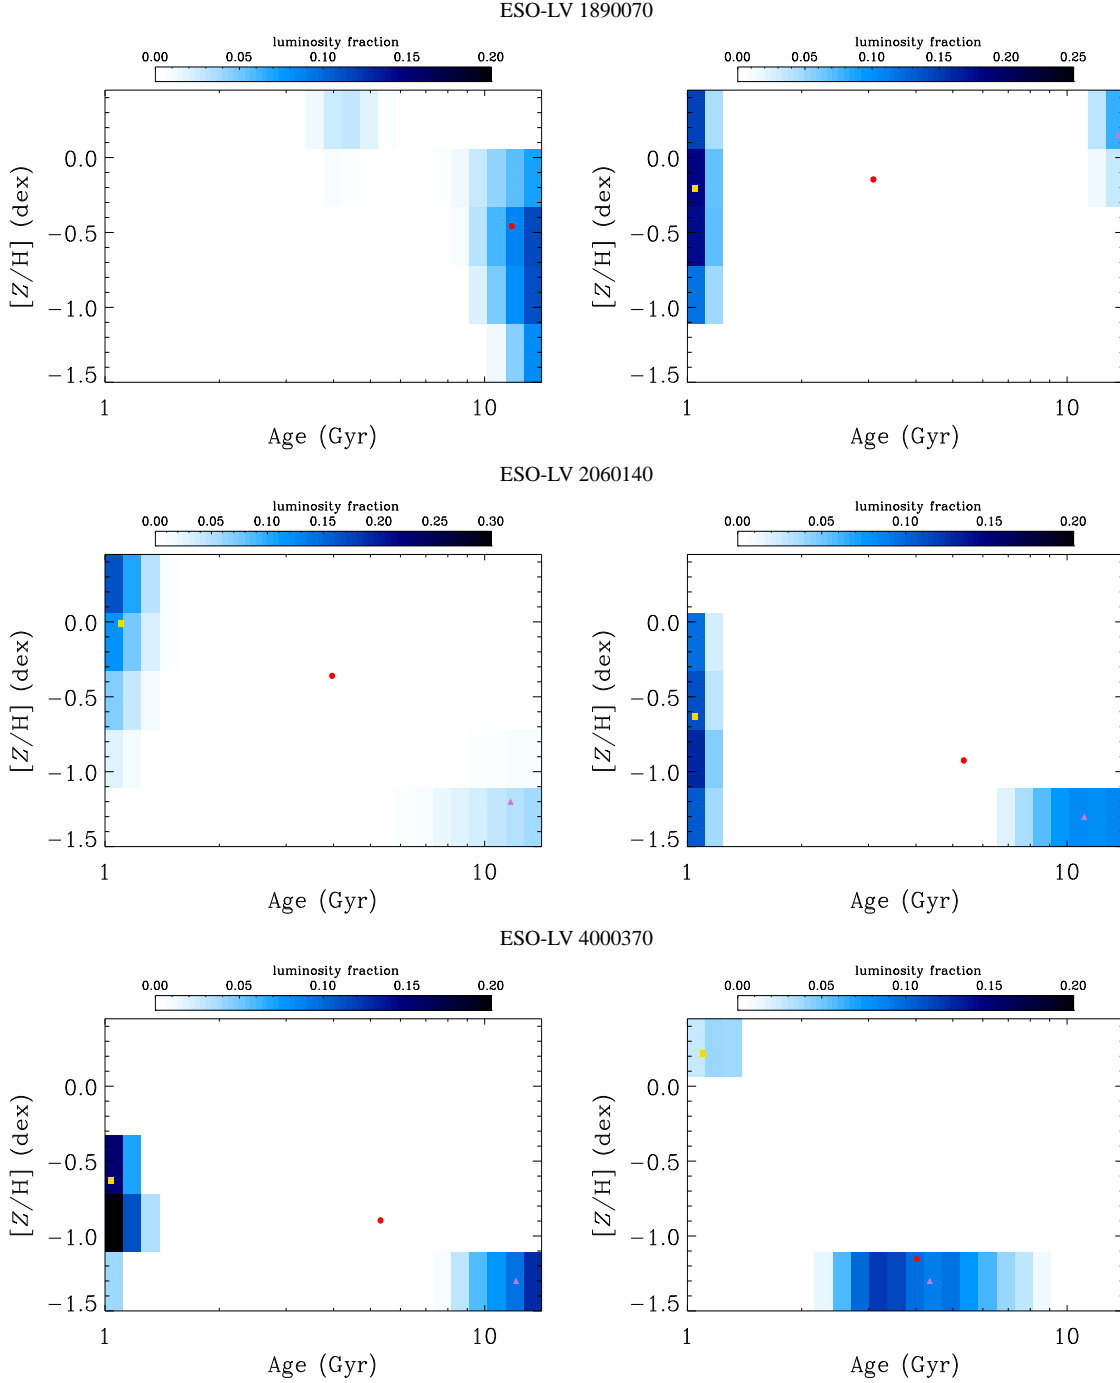 ESO-LV 1890070
luminosity fraction luminosity fraction
0.00 0.05 0.10 0.15 0.20 0.00 0.05 0.10 0.15 0.20 0.25
0.0 0.0
[Z/H] (dex) [Z/H] (dex)
−0.5 −0.5
−1.0 −1.0
−1.5 −1.5
1 10 1 10
Age (Gyr) Age (Gyr)
ESO-LV 2060140
luminosity fraction luminosity fraction
0.00 0.05 0.10 0.15 0.20 0.25 0.30 0.00 0.05 0.10 0.15 0.20
0.0 0.0
[Z/H] (dex) [Z/H] (dex)
−0.5 −0.5
−1.0 −1.0
−1.5 −1.5
1 10 1 10
Age (Gyr) Age (Gyr)
ESO-LV 4000370
luminosity fraction luminosity fraction
0.00 0.05 0.10 0.15 0.20 0.00 0.05 0.10 0.15 0.20
0.0 0.0
[Z/H] (dex) [Z/H] (dex)
−0.5 −0.5
−1.0 −1.0
−1.5 −1.5
1 10 1 10
Age (Gyr) Age (Gyr)